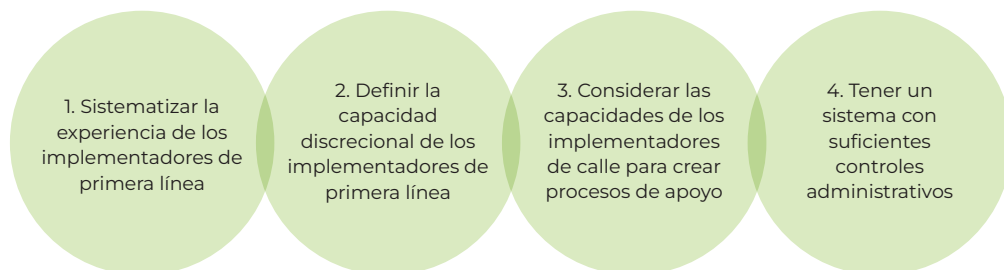 1. Sistematizar la
experiencia de los
implementadores de
primera línea
2. Definir la
capacidad
discrecional de los
implementadores de
primera línea
3. Considerar las
capacidades de los
implementadores
de calle para crear
procesos de apoyo
4. Tener un
sistema con
suficientes
controles
administrativos